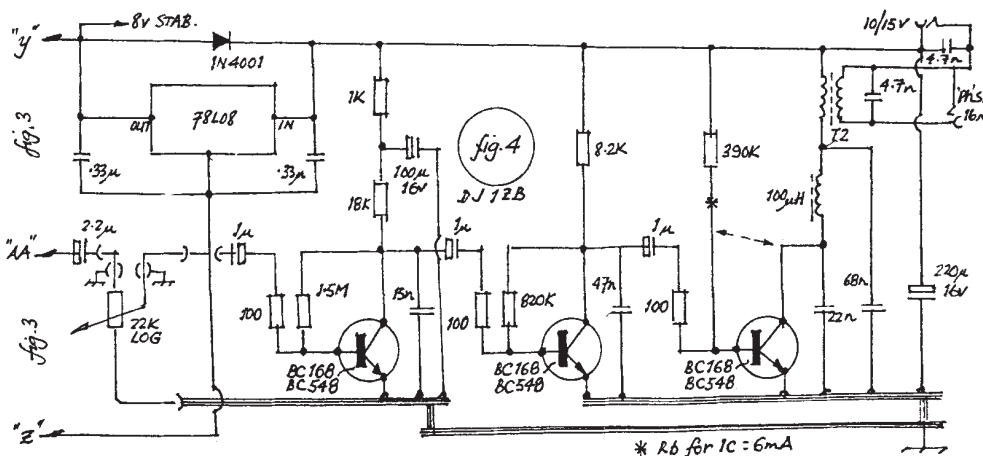 8V STAB.
"Y"
1N4001
10/15V
4.7n
4.7n
'Ph's.
T2
fig.3
OUT
78L08
IN
1K
.33µ
.33µ
100µ
16V
fig.4
DJ 1ZB
8.2K
390K
*
18K
100µH
"AA"
2.2µ
1µ
1µ
1µ
fig.3
22K
LOG
100
1.5M
15n
100
820K
47n
100
22n
68n
220µ
16V
BC168
BC548
BC168
BC548
BC168
BC548
"Z"
* Rb for IC = 6mA